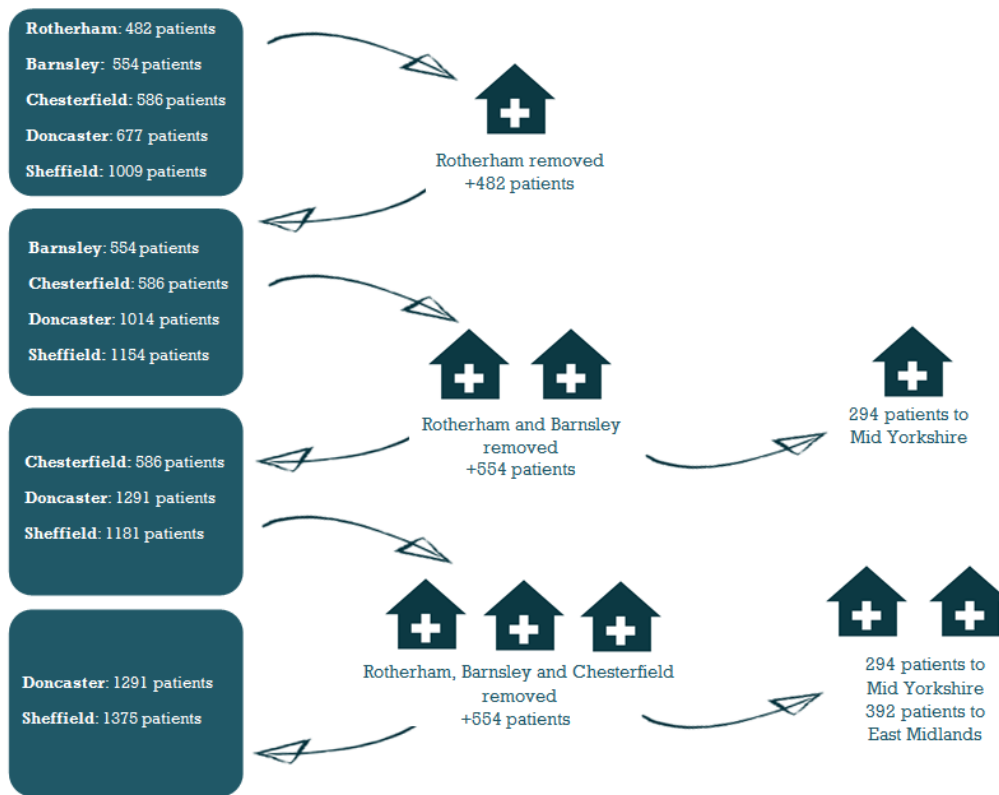 Rotherham: 482 patients
Barnsley: 554 patients
Chesterfield: 586 patients
Doncaster: 677 patients
Sheffield: 1009 patients
Rotherham removed
+482 patients
Barnsley: 554 patients
Chesterfield: 586 patients
Doncaster: 1014 patients
Sheffield: 1154 patients
Rotherham and Barnsley
removed
+554 patients
294 patients to
Mid Yorkshire
Chesterfield: 586 patients
Doncaster: 1291 patients
Sheffield: 1181 patients
Rotherham, Barnsley and Chesterfield
removed
+554 patients
294 patients to
Mid Yorkshire
392 patients to
East Midlands
Doncaster: 1291 patients
Sheffield: 1375 patients